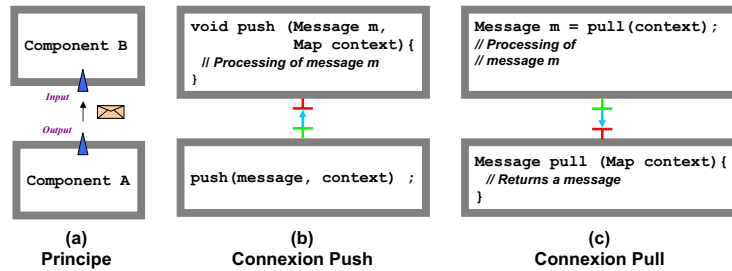 Component B
Input
Output
Component A
(a)
Principe
void push (Message m,
Map context){
// Processing of message m
}
push(message, context) ;
(b)
Connexion Push
Message m = pull(context);
// Processing of
// message m
Message pull (Map context){
// Returns a message
}
(c)
Connexion Pull